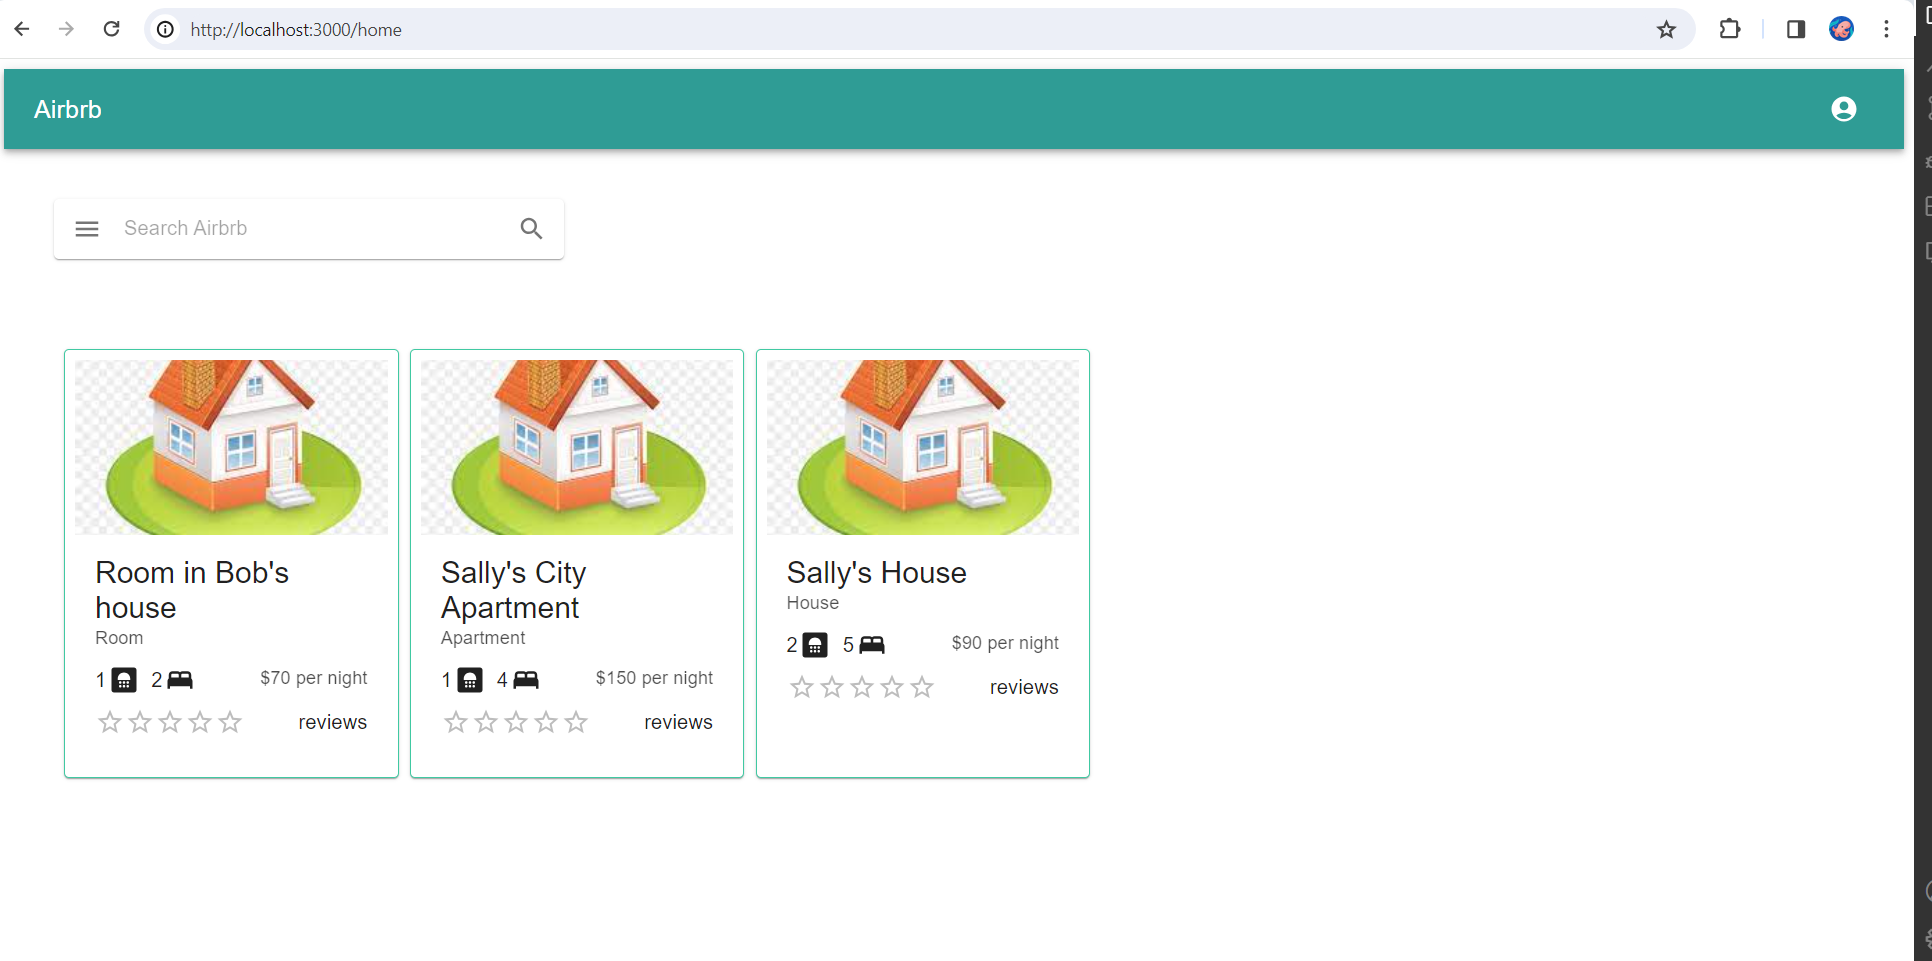 http://localhost:3000/home
Airbrb
Search Airbrb
Room in Bob's
house
Room
1 2 $70 per night
reviews
Sally's City
Apartment
Apartment
1 4 $150 per night
reviews
Sally's House
House
2 5 $90 per night
reviews